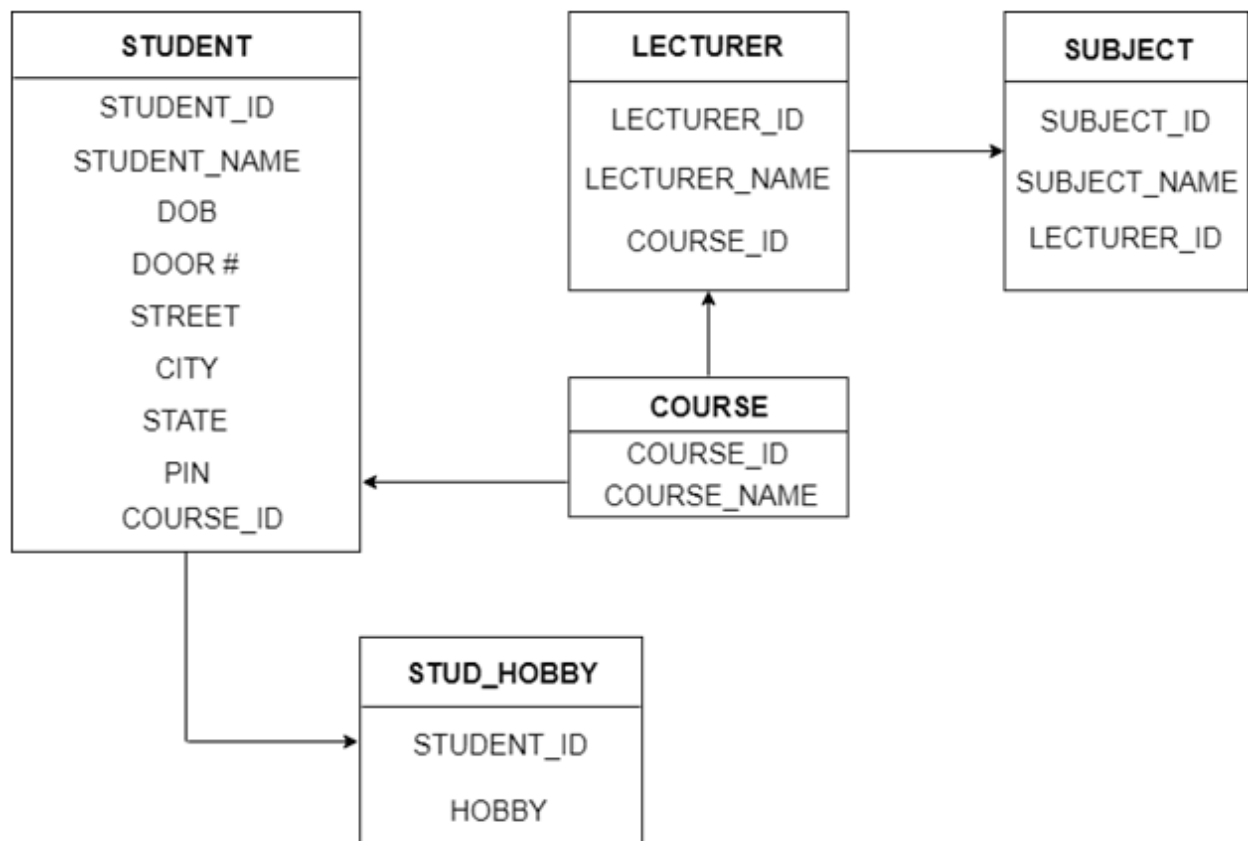 STUDENT
STUDENT_ID
STUDENT_NAME
DOB
DOOR #
STREET
CITY
STATE
PIN
COURSE_ID
LECTURER
LECTURER_ID
LECTURER_NAME
COURSE_ID
SUBJECT
SUBJECT_ID
SUBJECT_NAME
LECTURER_ID
COURSE
COURSE_ID
COURSE_NAME
STUD_HOBBY
STUDENT_ID
HOBBY